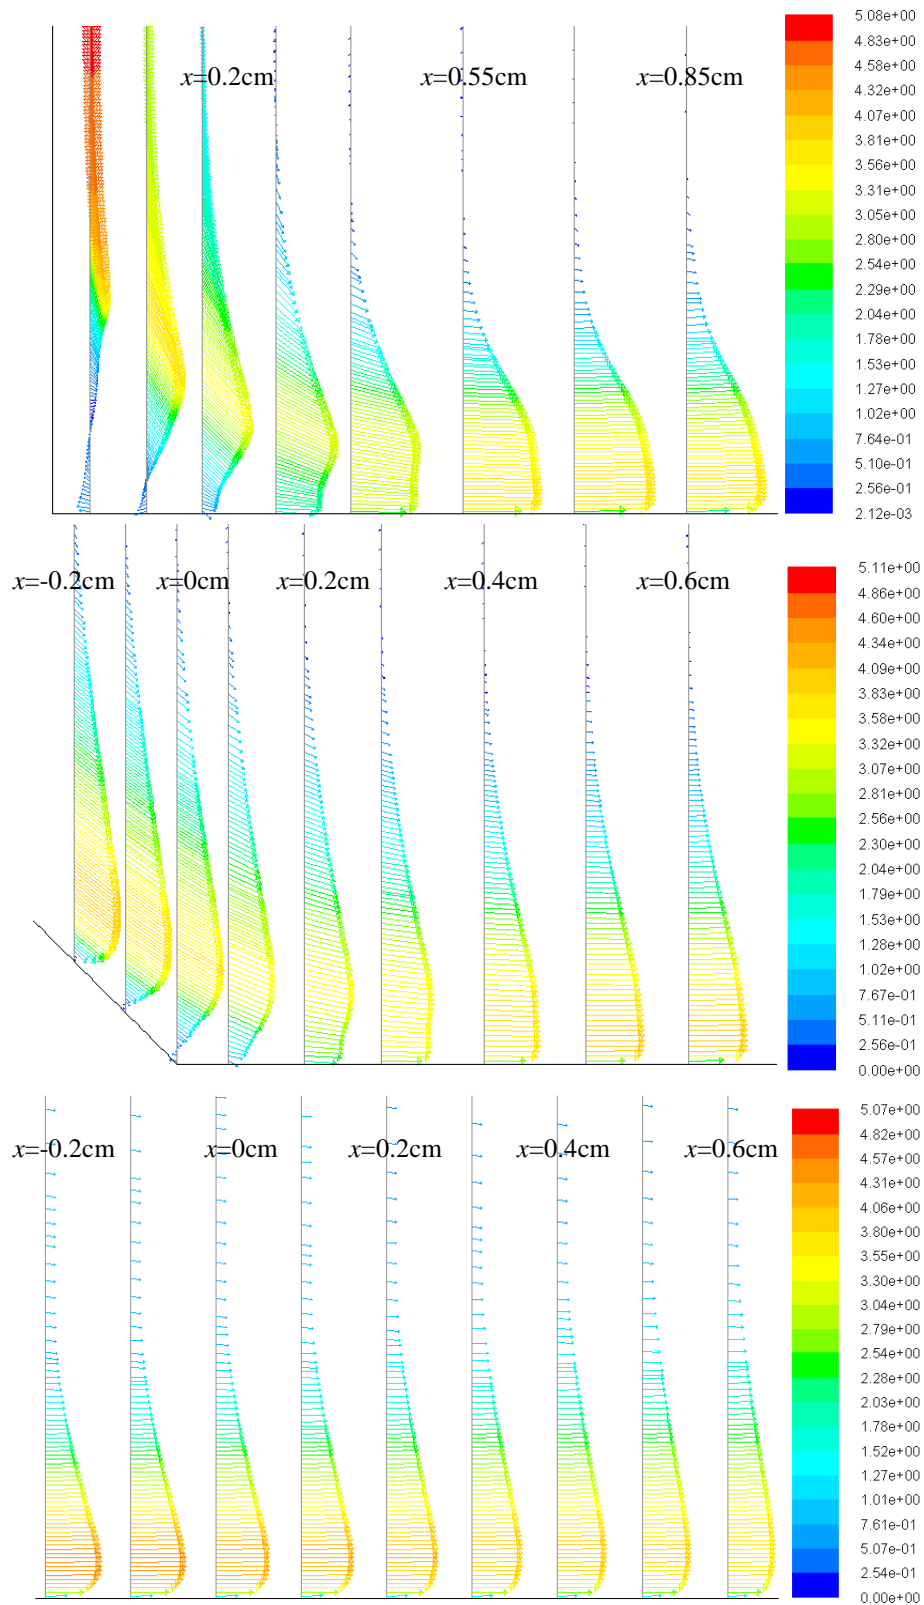 x=0.2cm x=0.55cm x=0.85cm
5.08e+00
4.83e+00
4.58e+00
4.32e+00
4.07e+00
3.81e+00
3.56e+00
3.31e+00
3.05e+00
2.80e+00
2.54e+00
2.29e+00
2.04e+00
1.78e+00
1.53e+00
1.27e+00
1.02e+00
7.64e-01
5.10e-01
2.56e-01
2.12e-03
x=-0.2cm x=0cm x=0.2cm x=0.4cm x=0.6cm
5.11e+00
4.86e+00
4.60e+00
4.34e+00
4.09e+00
3.83e+00
3.58e+00
3.32e+00
3.07e+00
2.81e+00
2.56e+00
2.30e+00
2.04e+00
1.79e+00
1.53e+00
1.28e+00
1.02e+00
7.67e-01
5.11e-01
2.56e-01
0.00e+00
x=-0.2cm x=0cm x=0.2cm x=0.4cm x=0.6cm
5.07e+00
4.82e+00
4.57e+00
4.31e+00
4.06e+00
3.80e+00
3.55e+00
3.30e+00
3.04e+00
2.79e+00
2.54e+00
2.28e+00
2.03e+00
1.78e+00
1.52e+00
1.27e+00
1.01e+00
7.61e-01
5.07e-01
2.54e-01
0.00e+00